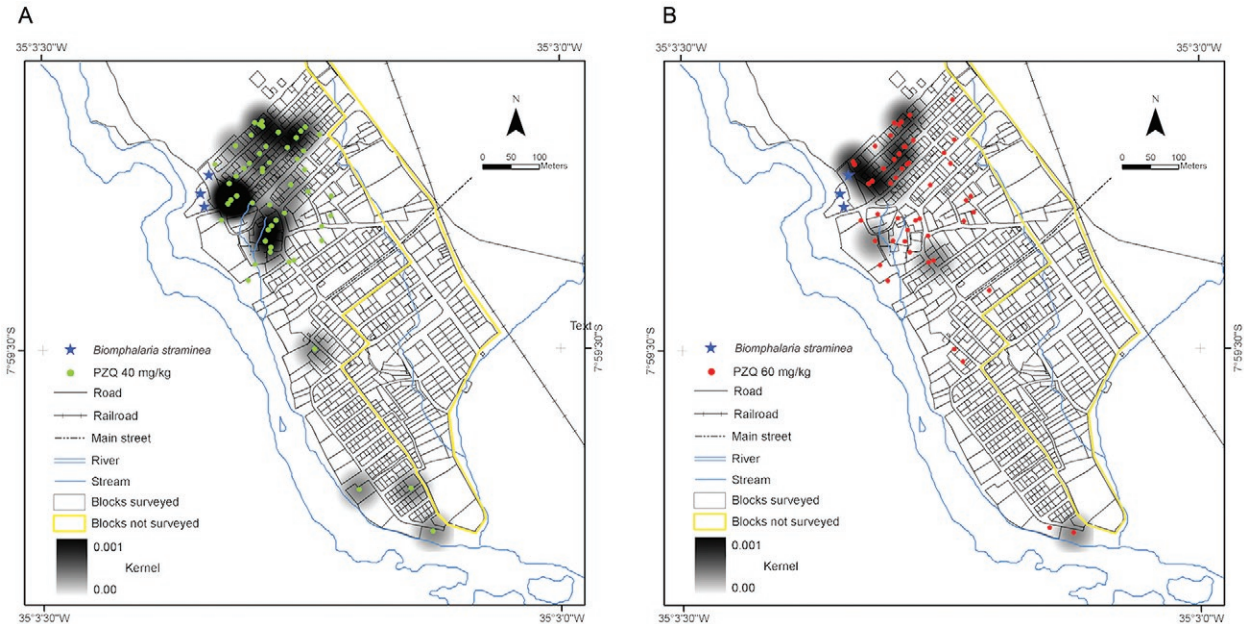 A
35°3'30"W
35°3'0"W
N
0 50 100
Meters
7°59'30"S
Text
7°59'30"S
Biomphalaria straminea
PZQ 40 mg/kg
Road
Railroad
Main street
River
Stream
Blocks surveyed
Blocks not surveyed
0.001
Kernel
0.00
35°3'30"W
35°3'0"W
B
35°3'30"W
35°3'0"W
N
0 50 100
Meters
7°59'30"S
7°59'30"S
Biomphalaria straminea
PZQ 60 mg/kg
Road
Railroad
Main street
River
Stream
Blocks surveyed
Blocks not surveyed
0.001
Kernel
0.00
35°3'30"W
35°3'0"W